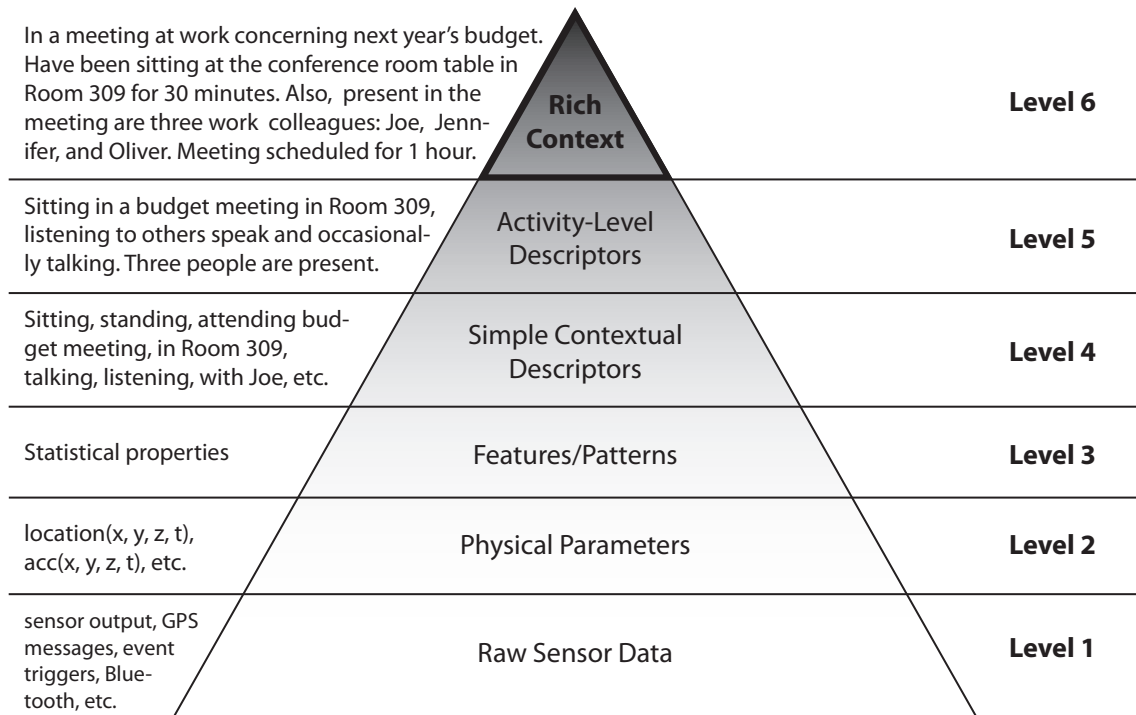 In a meeting at work concerning next year’s budget.
Have been sitting at the conference room table in
Room 309 for 30 minutes. Also, present in the
meeting are three work colleagues: Joe, Jenn-
ifer, and Oliver. Meeting scheduled for 1 hour.
Rich
Context
Level 6
Sitting in a budget meeting in Room 309,
listening to others speak and occasional-
ly talking. Three people are present.
Activity-Level
Descriptors
Level 5
Sitting, standing, attending bud-
get meeting, in Room 309,
talking, listening, with Joe, etc.
Simple Contextual
Descriptors
Level 4
Statistical properties
Features/Patterns
Level 3
location(x, y, z, t),
acc(x, y, z, t), etc.
Physical Parameters
Level 2
sensor output, GPS
messages, event
triggers, Blue-
tooth, etc.
Raw Sensor Data
Level 1